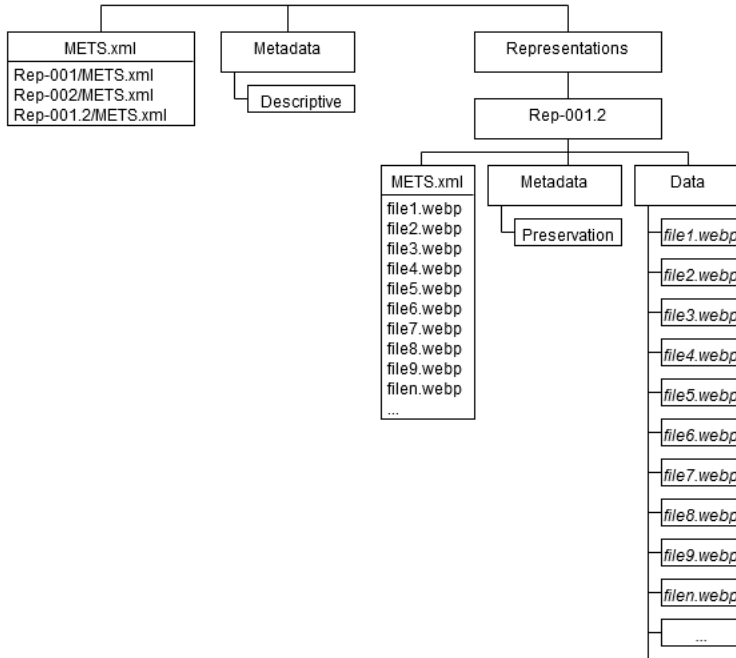 METS.xml
Rep-001/METS.xml
Rep-002/METS.xml
Rep-001.2/METS.xml
Metadata
Descriptive
Representations
Rep-001.2
METS.xml
file1.webp
file2.webp
file3.webp
file4.webp
file5.webp
file6.webp
file7.webp
file8.webp
file9.webp
filen.webp
...
Metadata
Preservation
Data
file1.webp
file2.webp
file3.webp
file4.webp
file5.webp
file6.webp
file7.webp
file8.webp
file9.webp
filen.webp
...